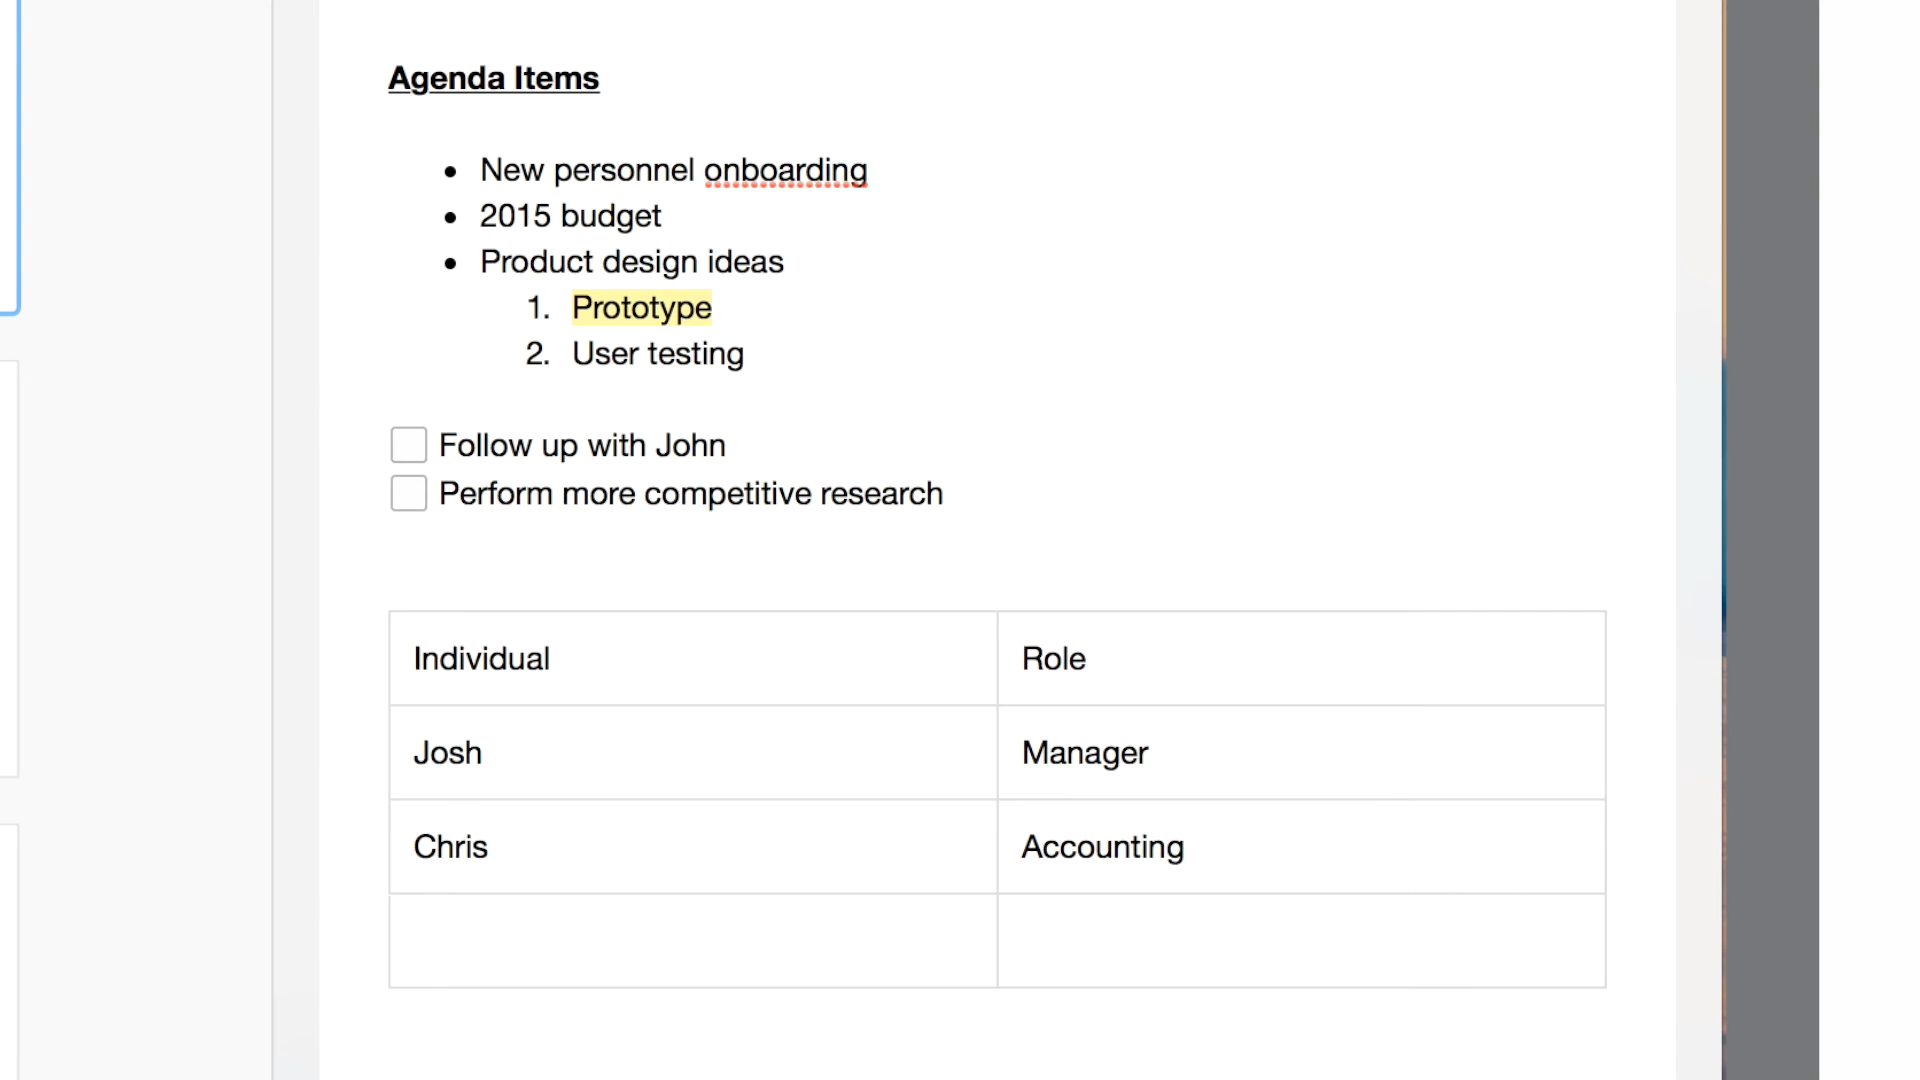 Agenda Items
• New personnel onboarding
• 2015 budget
• Product design ideas
1. Prototype
2. User testing
Follow up with John
Perform more competitive research
Individual Role
Josh Manager
Chris Accounting